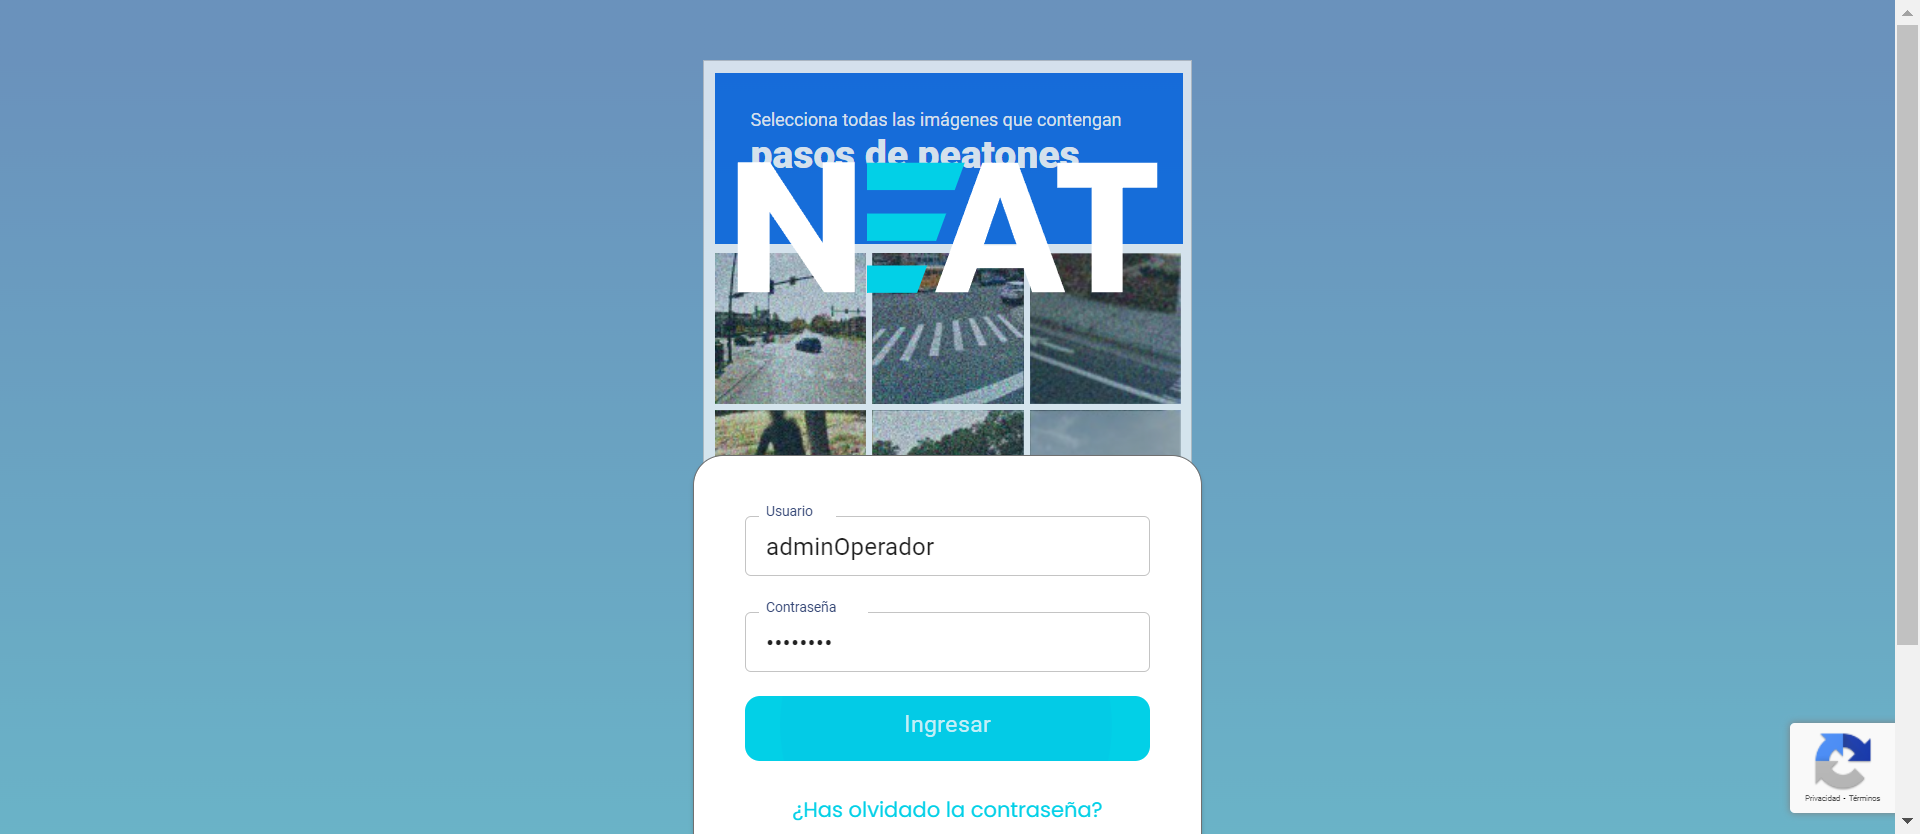 Selecciona todas las imágenes que contengan
pasos de peatones
NEAT
Usuario
adminOperador
Contraseña
••••••••
Ingresar
¿Has olvidado la contraseña?
Privacidad - Términos